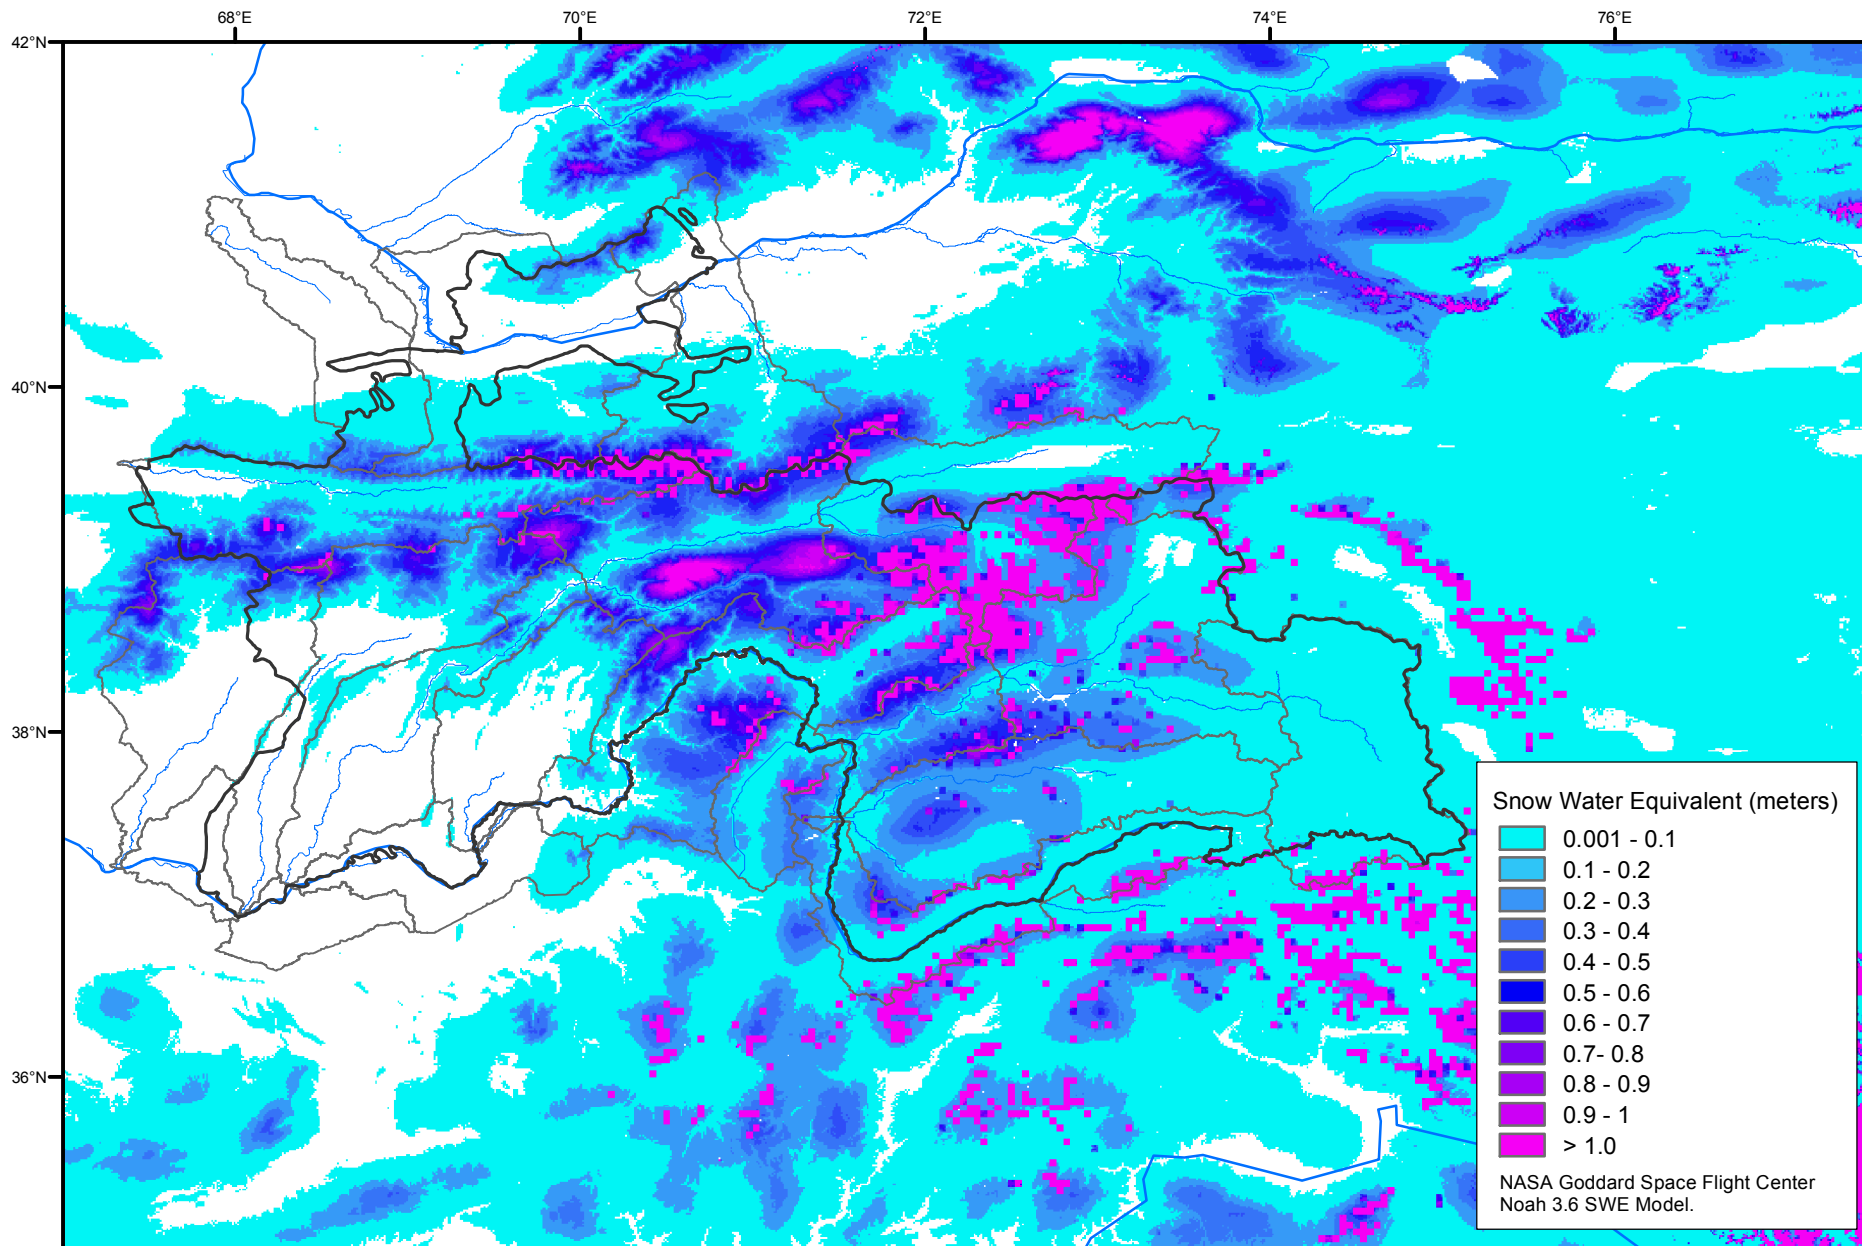 68°E
70°E
72°E
74°E
76°E
42°N
40°N
38°N
36°N
Snow Water Equivalent (meters)
0.001 - 0.1
0.1 - 0.2
0.2 - 0.3
0.3 - 0.4
0.4 - 0.5
0.5 - 0.6
0.6 - 0.7
0.7- 0.8
0.8 - 0.9
0.9 - 1
> 1.0
NASA Goddard Space Flight Center
Noah 3.6 SWE Model.